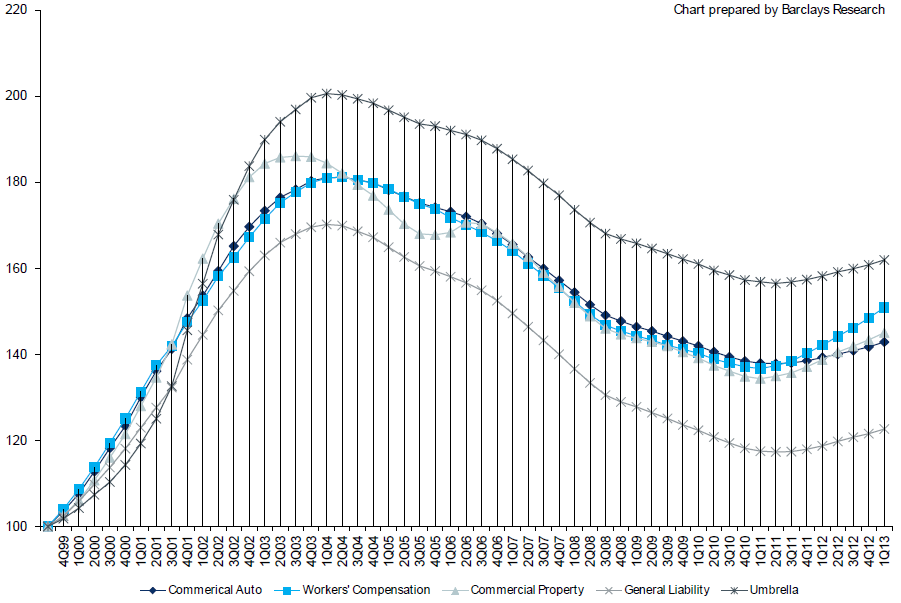 Chart prepared by Barclays Research
220
200
180
160
140
120
100
4Q99
1Q00
2Q00
3Q00
4Q00
1Q01
2Q01
3Q01
4Q01
1Q02
2Q02
3Q02
4Q02
1Q03
2Q03
3Q03
4Q03
1Q04
2Q04
3Q04
4Q04
1Q05
2Q05
3Q05
4Q05
1Q06
2Q06
3Q06
4Q06
1Q07
2Q07
3Q07
4Q07
1Q08
2Q08
3Q08
4Q08
1Q09
2Q09
3Q09
4Q09
1Q10
2Q10
3Q10
4Q10
1Q11
2Q11
3Q11
4Q11
1Q12
2Q12
3Q12
4Q12
1Q13
Commerical Auto Workers' Compensation Commercial Property General Liability Umbrella